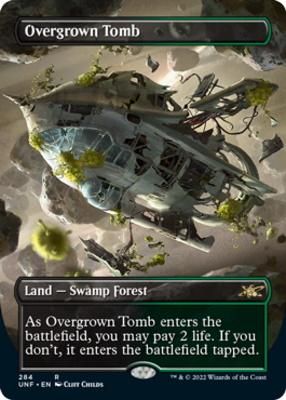 Overgrown Tomb
Land — Swamp Forest
As Overgrown Tomb enters the
battlefield, you may pay 2 life. If you
don't, it enters the battlefield tapped.
284 R
UNF • EN Cliff Childs
™ & © 2022 Wizards of the Coast